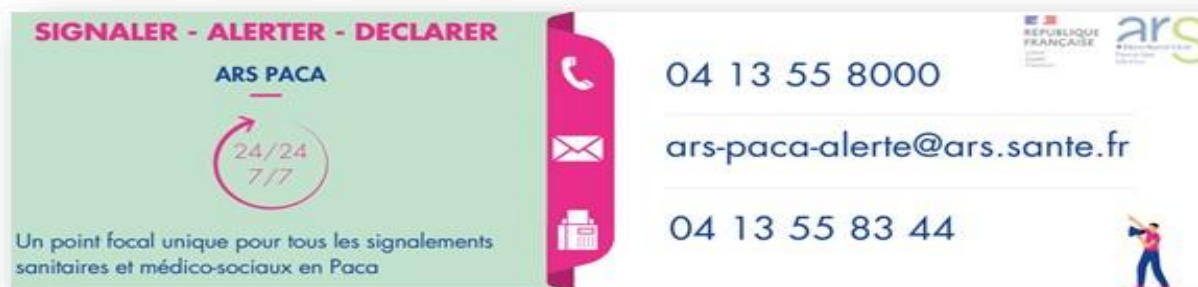 SIGNALER - ALERTER - DECLARER
ARS PACA
24/24
7/7
Un point focal unique pour tous les signalements
sanitaires et médico-sociaux en Paca
04 13 55 8000
ars-paca-alerte@ars.sante.fr
04 13 55 83 44
RÉPUBLIQUE
FRANÇAISE
ars